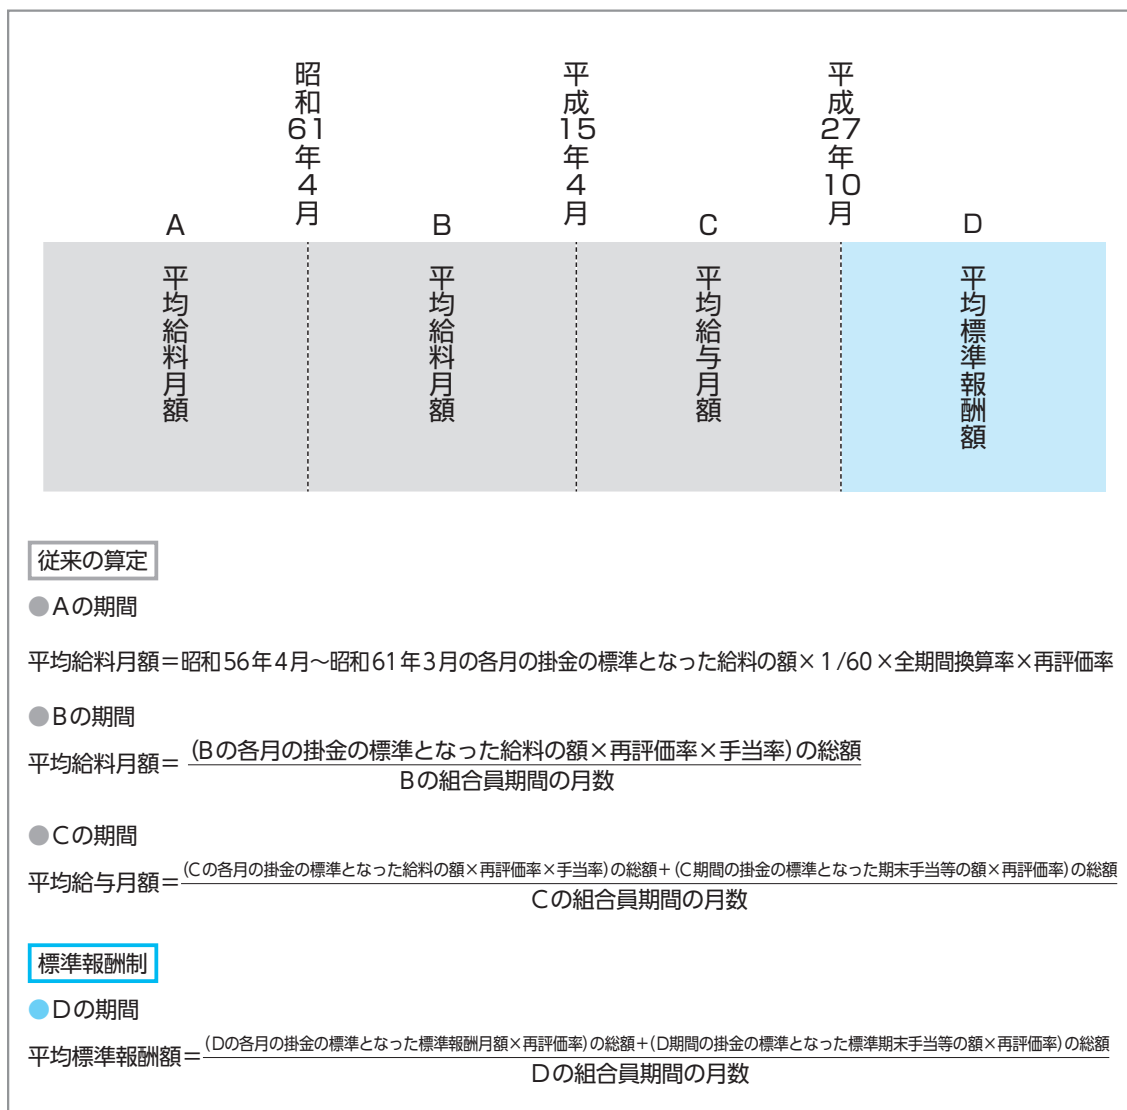 昭和61年4月
平成15年4月
平成27年10月
A
B
C
D
平均給料月額
平均給料月額
平均給与月額
平均標準報酬額
従来の算定
●Aの期間
平均給料月額＝昭和56年4月～昭和61年3月の各月の掛金の標準となった給料の額×1/60×全期間換算率×再評価率
●Bの期間
平均給料月額＝
(Bの各月の掛金の標準となった給料の額×再評価率×手当率)の総額
Bの組合員期間の月数
●Cの期間
平均給与月額＝
(Cの各月の掛金の標準となった給料の額×再評価率×手当率)の総額＋(C期間の掛金の標準となった期末手当等の額×再評価率)の総額
Cの組合員期間の月数
標準報酬制
●Dの期間
平均標準報酬額＝
(Dの各月の掛金の標準となった標準報酬月額×再評価率)の総額＋(D期間の掛金の標準となった標準期末手当等の額×再評価率)の総額
Dの組合員期間の月数